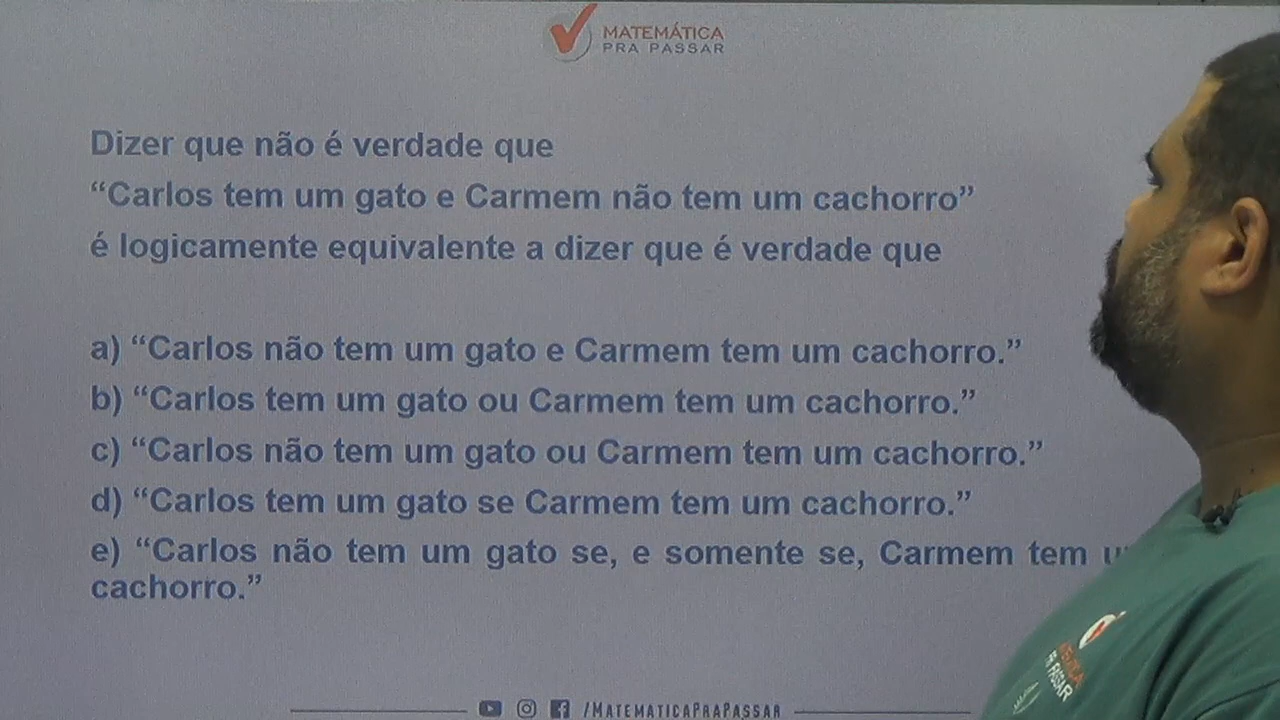 MATEMÁTICA
PRA PASSAR
Dizer que não é verdade que
“Carlos tem um gato e Carmem não tem um cachorro”
é logicamente equivalente a dizer que é verdade que
a) “Carlos não tem um gato e Carmem tem um cachorro.”
b) “Carlos tem um gato ou Carmem tem um cachorro.”
c) “Carlos não tem um gato ou Carmem tem um cachorro.”
d) “Carlos tem um gato se Carmem tem um cachorro.”
e) “Carlos não tem um gato se, e somente se, Carmem tem
cachorro.”
MATEMÁTICA
PRA PASSAR
/MATEMATICAPRAPASSAR